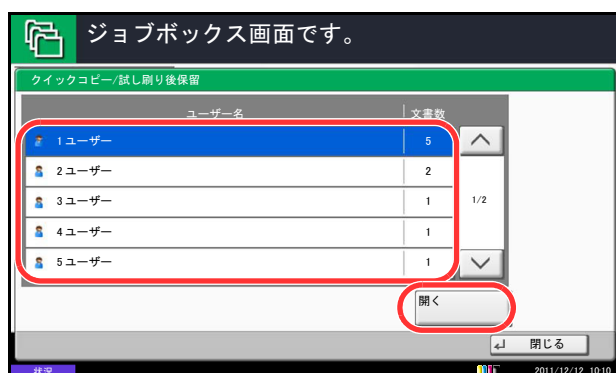 ジョブボックス画面です。
クイックコピー/試し刷り後保留
ユーザー名 文書数
1ユーザー 5
2ユーザー 2
3ユーザー 1
1/2
4ユーザー 1
5ユーザー 1
開く
閉じる
状況 2011/12/12 10:10